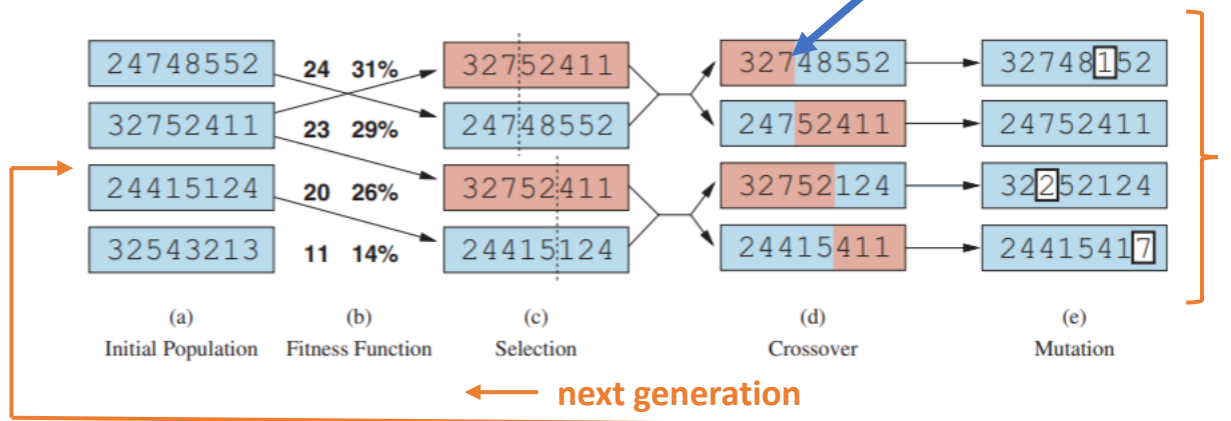 24748552 24 31% 32752411 32748552 32748152
32752411 23 29% 24748552 24752411 24752411
24415124 20 26% 32752411 32752124 32252124
32543213 11 14% 24415124 24415411 24415417
(a) (b) (c) (d) (e)
Initial Population Fitness Function Selection Crossover Mutation
next generation